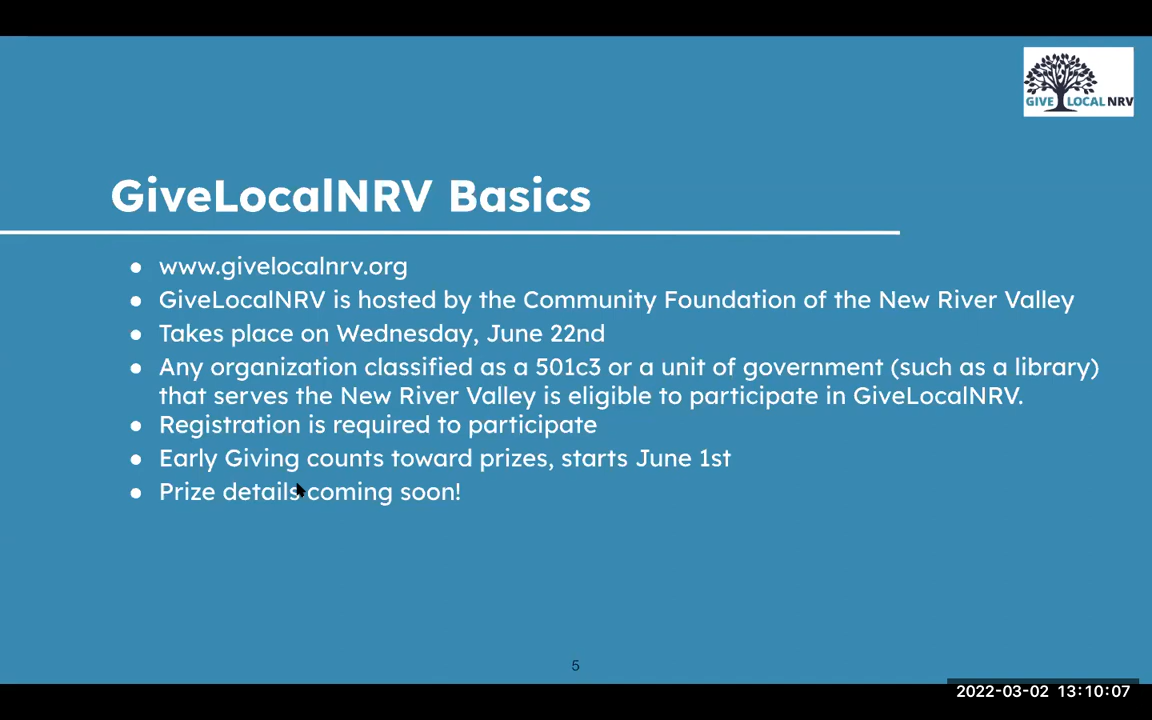 GIVE LOCAL NRV
GiveLocalNRV Basics
● www.givelocalnrv.org
● GiveLocalNRV is hosted by the Community Foundation of the New River Valley
● Takes place on Wednesday, June 22nd
● Any organization classified as a 501c3 or a unit of government (such as a library)
that serves the New River Valley is eligible to participate in GiveLocalNRV.
● Registration is required to participate
● Early Giving counts toward prizes, starts June 1st
● Prize details coming soon!
5
2022-03-02 13:10:07